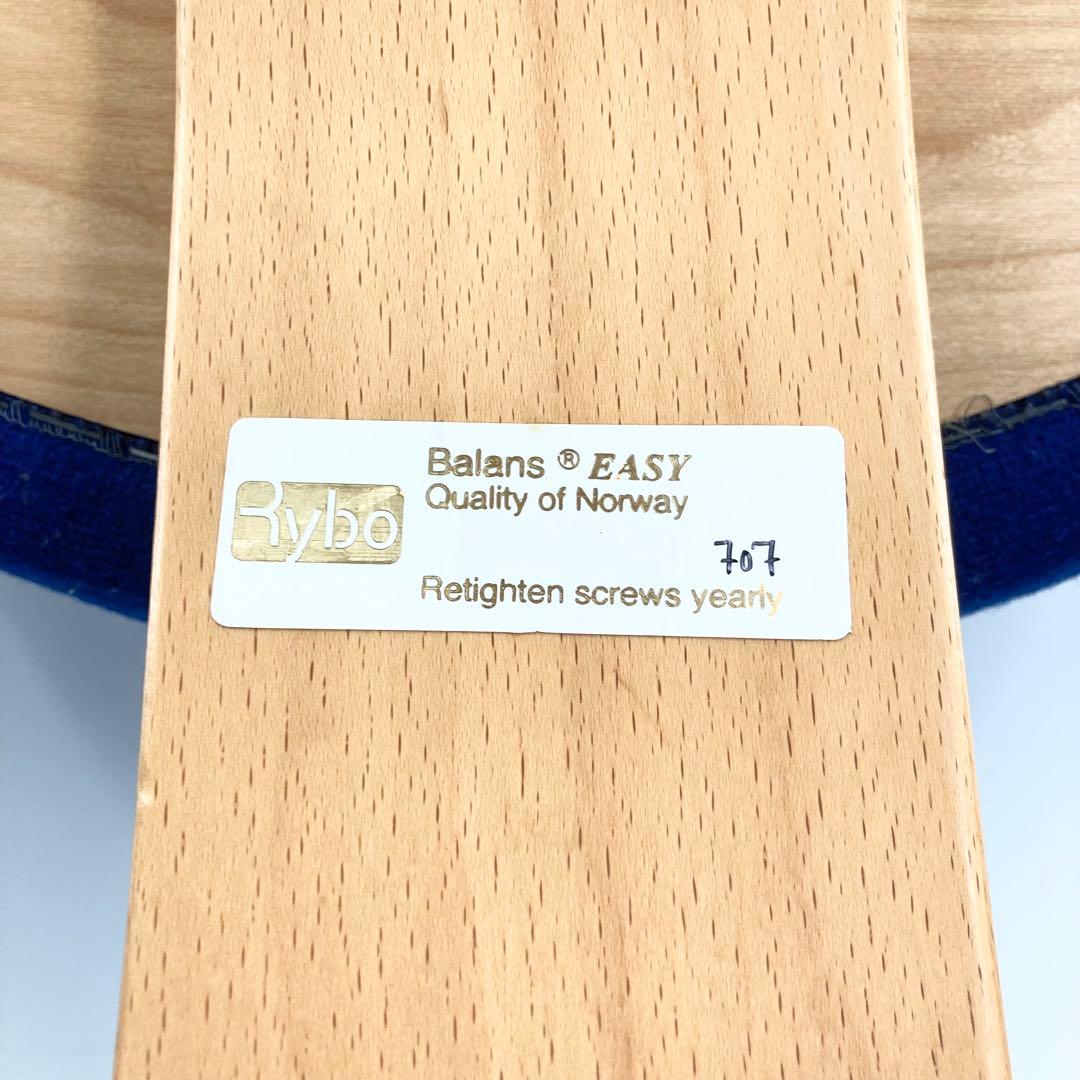 Rybo
Balans ® EASY
Quality of Norway
707
Retighten screws yearly